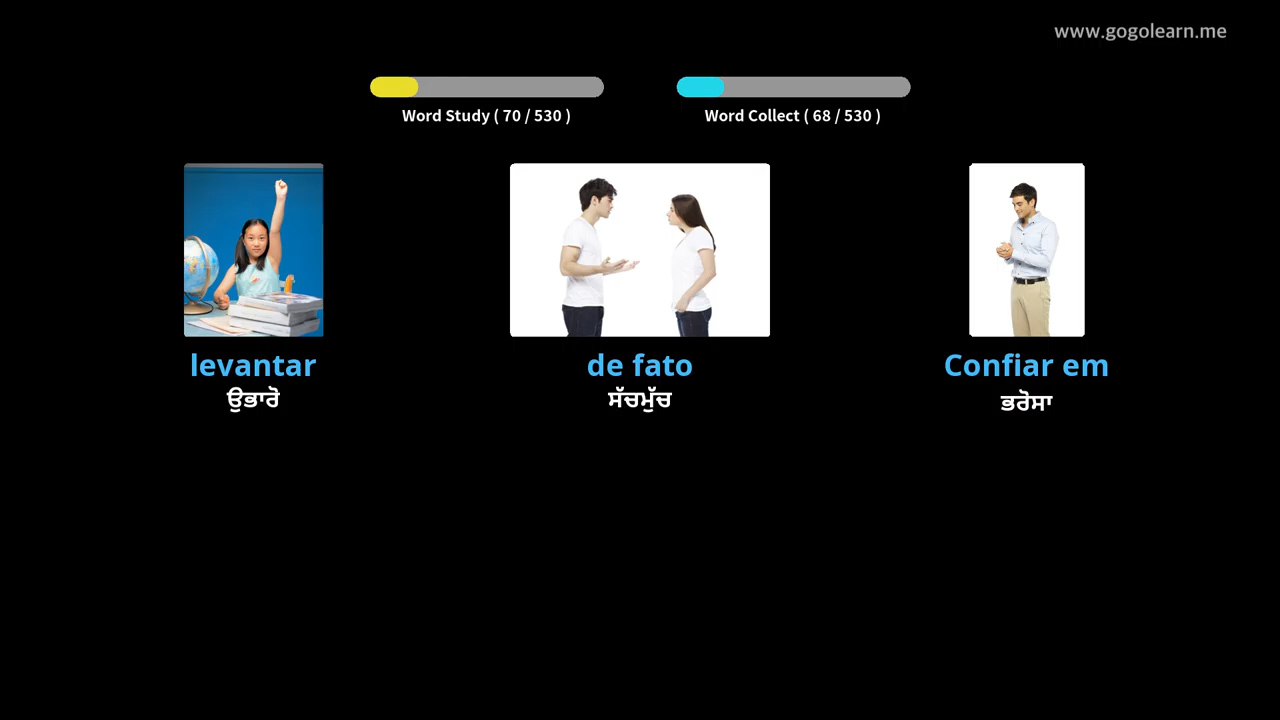 www.gogolearn.me
Word Study ( 70 / 530 )
Word Collect ( 68 / 530 )
levantar
ਉਭਾਰੋ
de fato
ਸੱਚਮੁੱਚ
Confiar em
ਭਰੋਸਾ